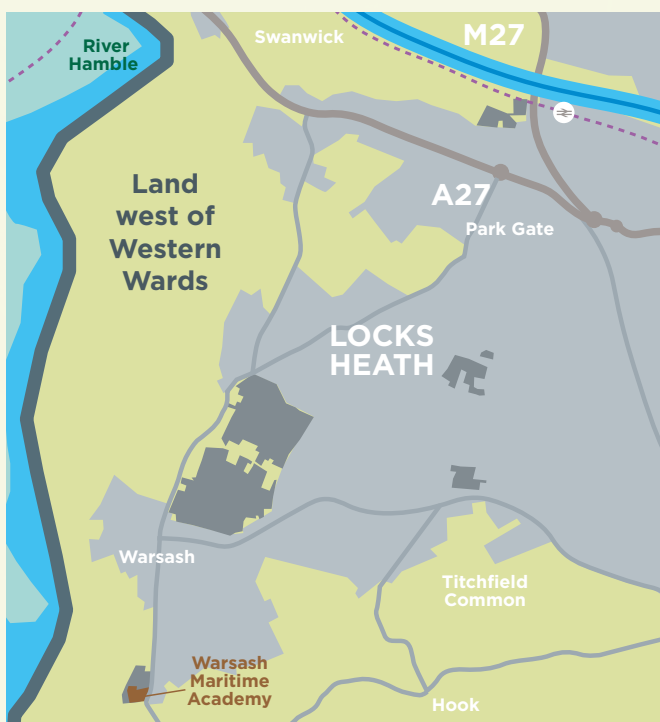 Swanwick
M27
River
Hamble
Land
west of
Western
Wards
A27
Park Gate
LOCKS
HEATH
Warsash
Titchfield
Common
Warsash
Maritime
Academy
Hook